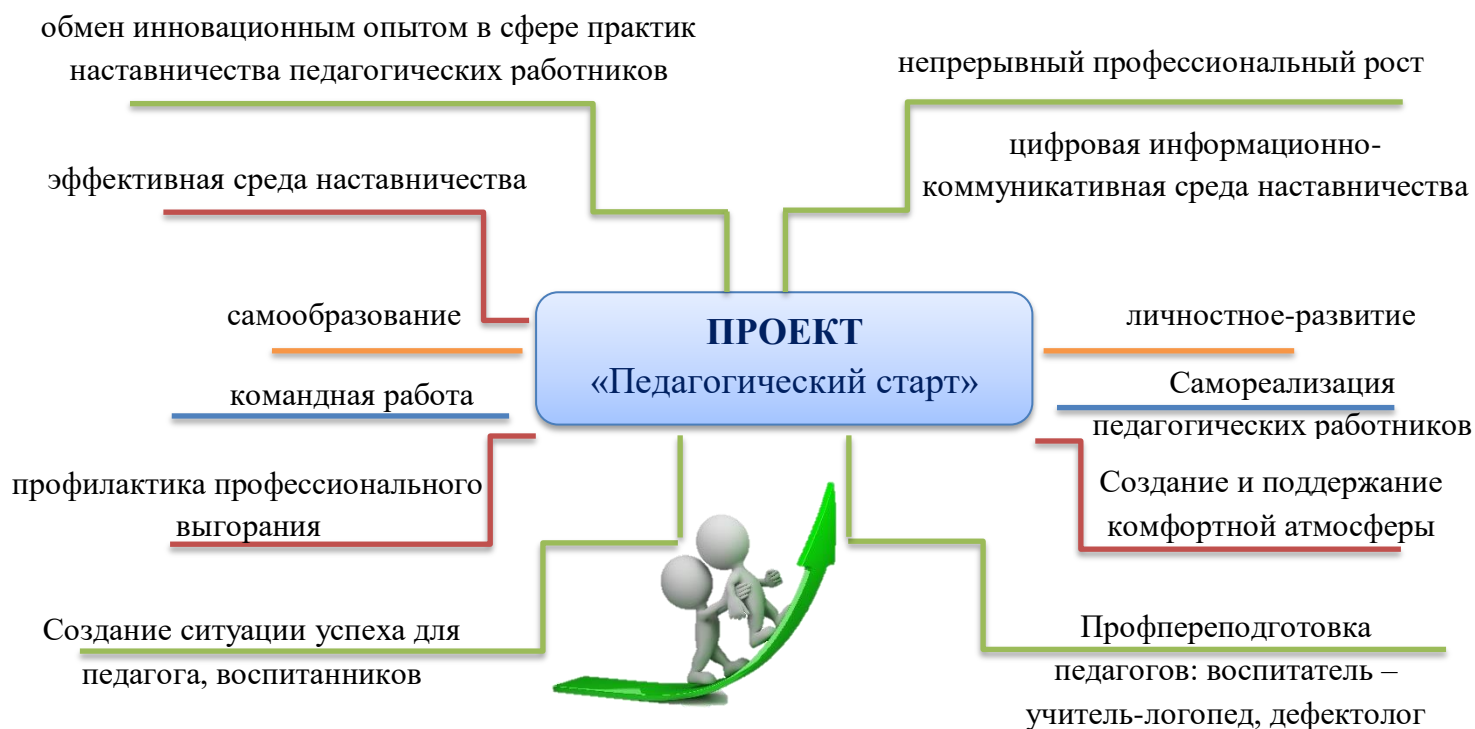 обмен инновационным опытом в сфере практик
наставничества педагогических работников
непрерывный профессиональный рост
цифровая информационно-
коммуникативная среда наставничества
эффективная среда наставничества
самообразование
ПРОЕКТ
«Педагогический старт»
личностное-развитие
командная работа
Самореализация
педагогических работников
профилактика профессионального
выгорания
Создание и поддержание
комфортной атмосферы
Создание ситуации успеха для
педагога, воспитанников
Профпереподготовка
педагогов: воспитатель –
учитель-логопед, дефектолог